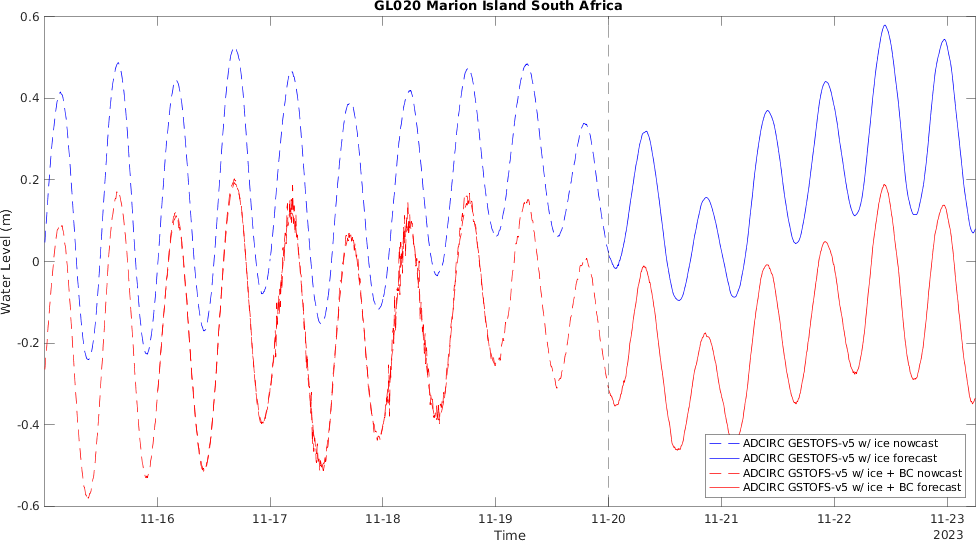 GL020 Marion Island South Africa
0.6
0.4
0.2
0
-0.2
-0.4
-0.6
Water Level (m)
11-16
11-17
11-18
11-19
11-20
11-21
11-22
11-23
Time
2023
ADCIRC GESTOFS-v5 w/ ice nowcast
ADCIRC GESTOFS-v5 w/ ice forecast
ADCIRC GSTOFS-v5 w/ ice + BC nowcast
ADCIRC GSTOFS-v5 w/ ice + BC forecast